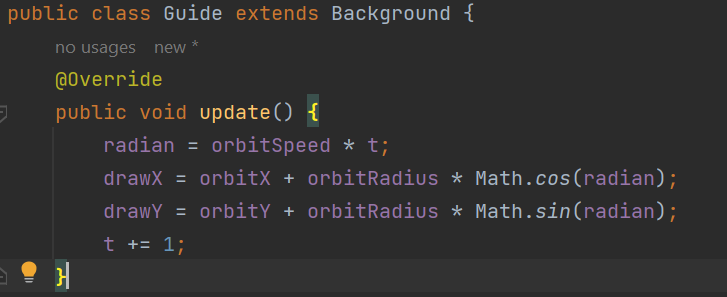 public class Guide extends Background {
no usages   new *
@Override
public void update() {
radian = orbitSpeed * t;
drawX = orbitX + orbitRadius * Math.cos(radian);
drawY = orbitY + orbitRadius * Math.sin(radian);
t += 1;
}